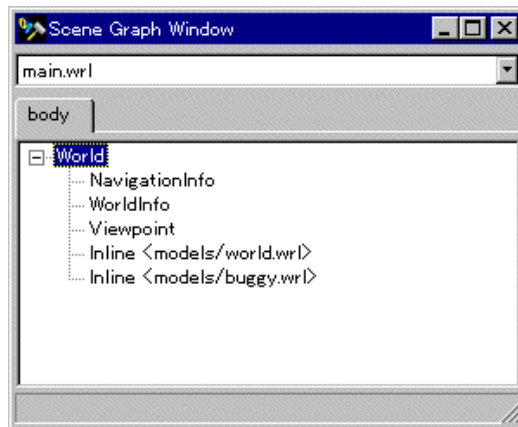 Scene Graph Window
main.wrl
body
World
NavigationInfo
WorldInfo
Viewpoint
Inline <models/world.wrl>
Inline <models/buggy.wrl>